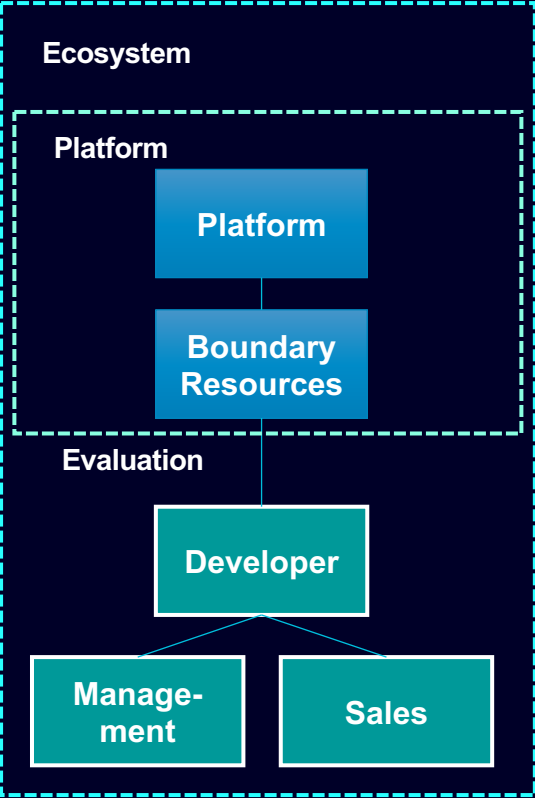 Ecosystem
Platform
Platform
Boundary
Resources
Evaluation
Developer
Manage-
ment
Sales